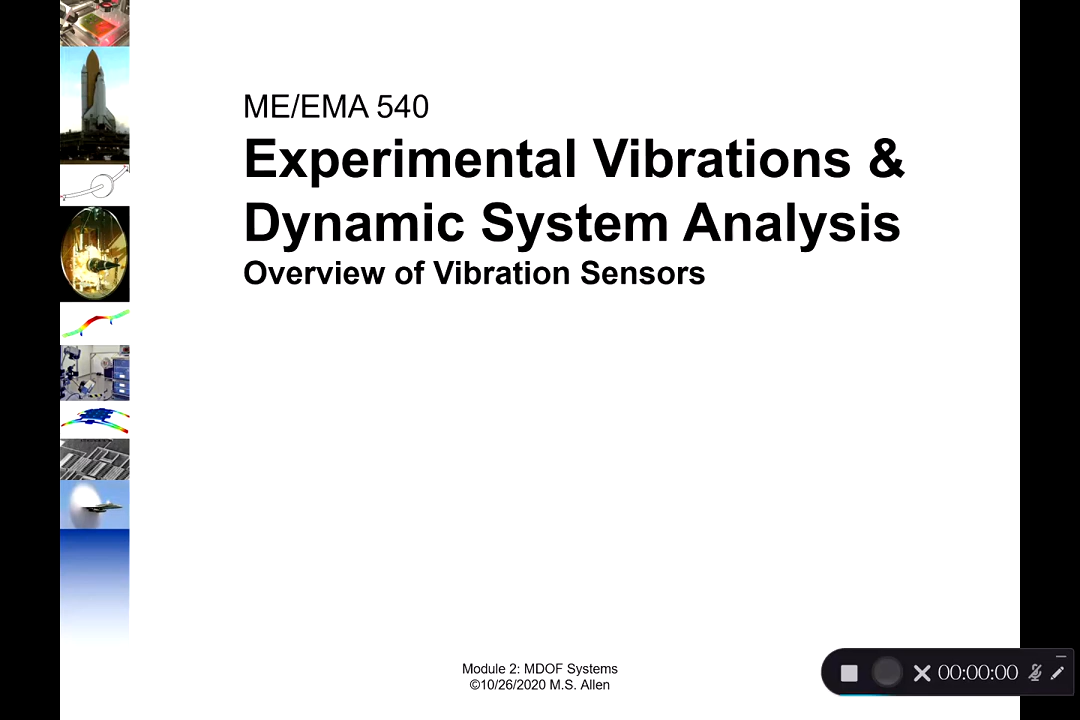 ME/EMA 540
Experimental Vibrations &
Dynamic System Analysis
Overview of Vibration Sensors
Module 2: MDOF Systems
©10/26/2020 M.S. Allen
00:00:00